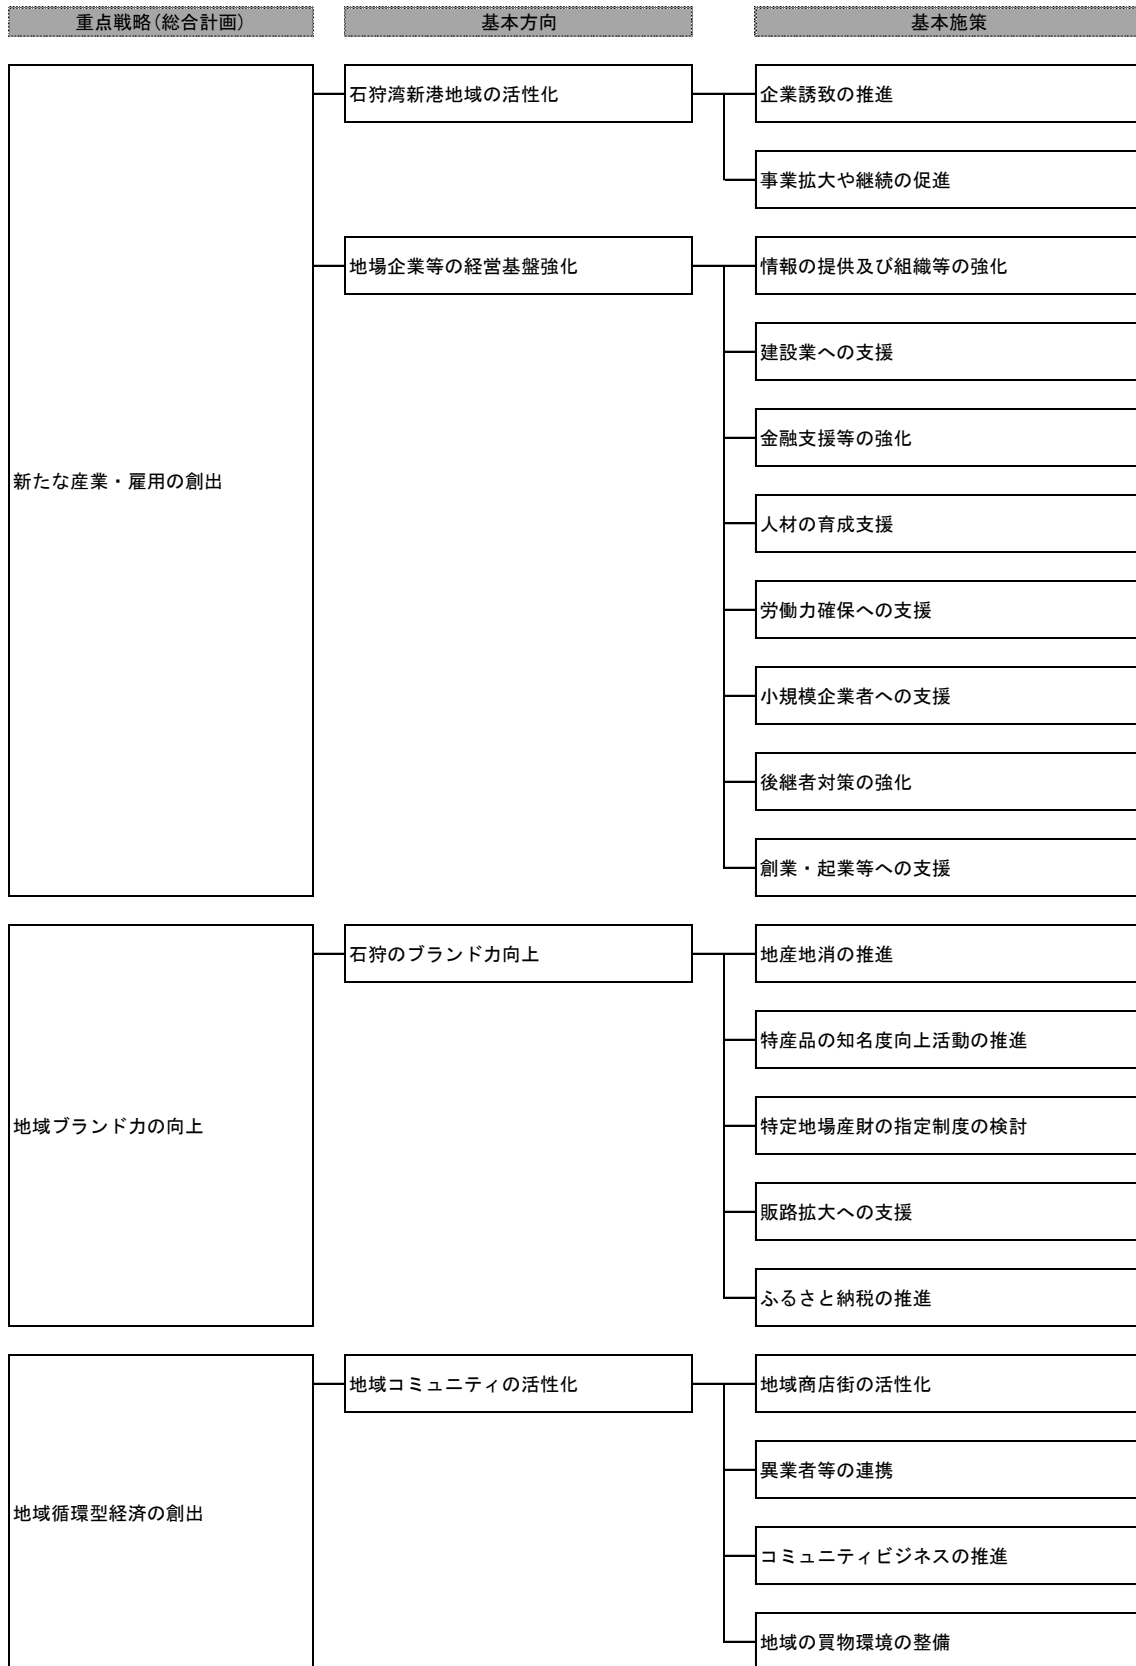 重点戦略(総合計画)
基本方向
基本施策
新たな産業・雇用の創出
石狩湾新港地域の活性化
企業誘致の推進
事業拡大や継続の促進
地場企業等の経営基盤強化
情報の提供及び組織等の強化
建設業への支援
金融支援等の強化
人材の育成支援
労働力確保への支援
小規模企業者への支援
後継者対策の強化
創業・起業等への支援
地域ブランド力の向上
石狩のブランド力向上
地産地消の推進
特産品の知名度向上活動の推進
特定地場産財の指定制度の検討
販路拡大への支援
ふるさと納税の推進
地域循環型経済の創出
地域コミュニティの活性化
地域商店街の活性化
異業者等の連携
コミュニティビジネスの推進
地域の買物環境の整備